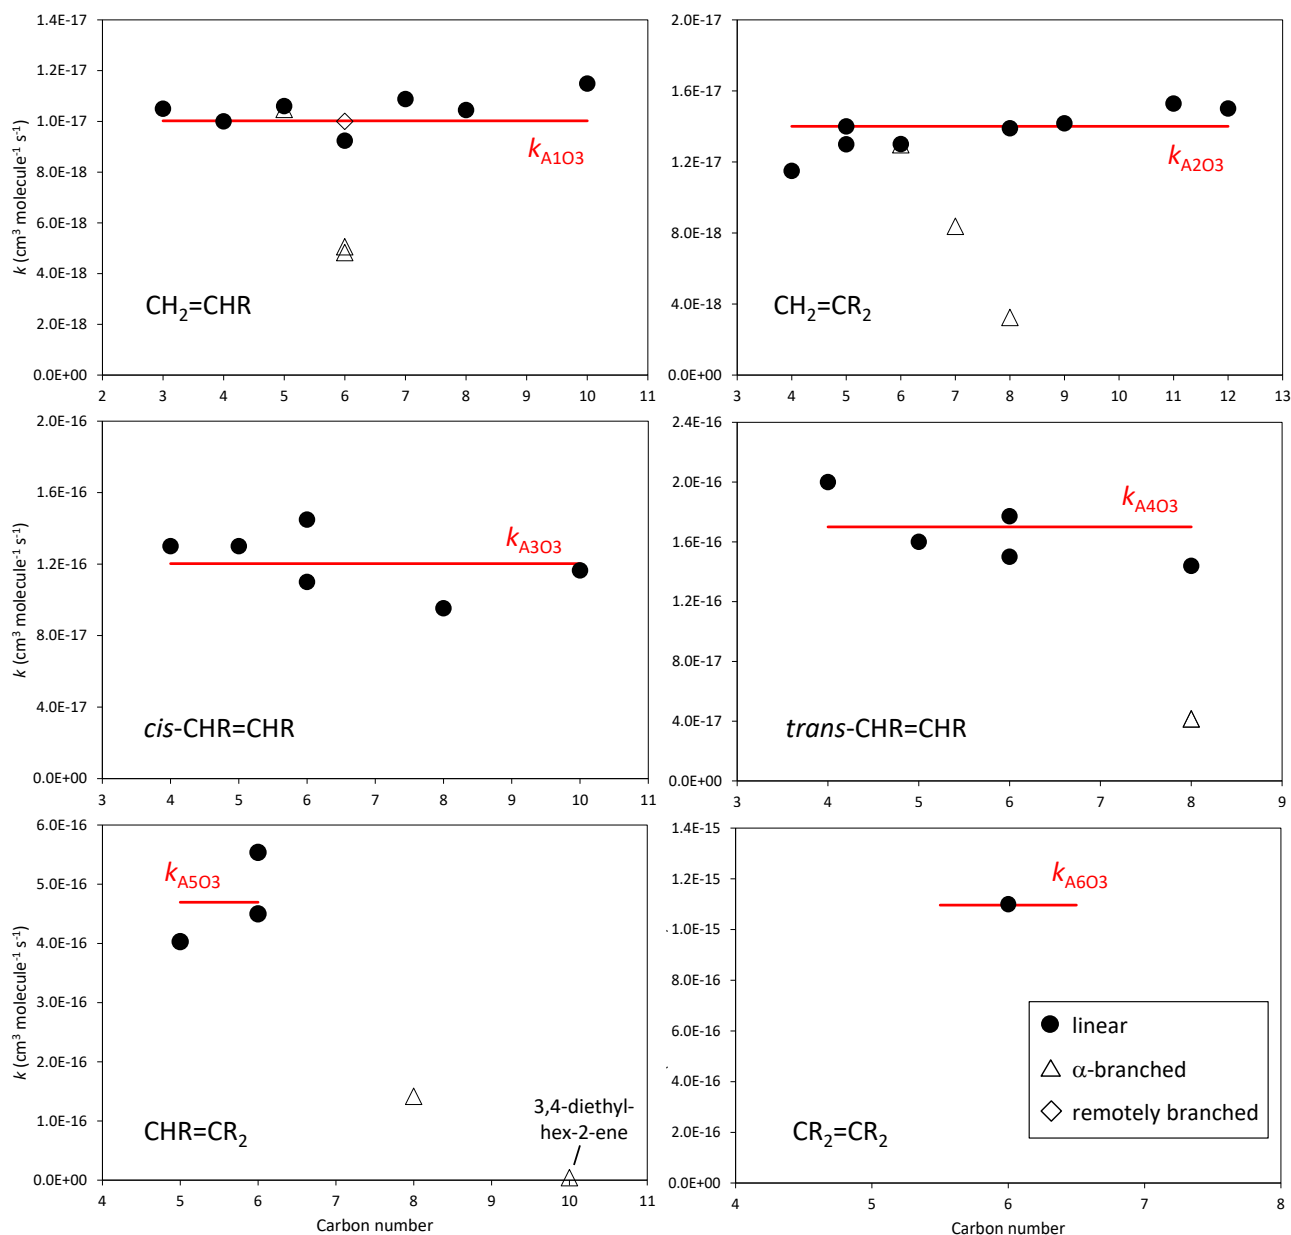 1.4E-17
1.2E-17
1.0E-17
8.0E-18
6.0E-18
4.0E-18
2.0E-18
0.0E+00
k (cm³ molecule⁻¹ s⁻¹)
k_A1O3
CH₂=CHR
2 3 4 5 6 7 8 9 10 11
2.0E-17
1.6E-17
1.2E-17
8.0E-18
4.0E-18
0.0E+00
k_A2O3
CH₂=CR₂
3 4 5 6 7 8 9 10 11 12 13
2.0E-16
1.6E-16
1.2E-16
8.0E-17
4.0E-17
0.0E+00
k (cm³ molecule⁻¹ s⁻¹)
k_A3O3
cis-CHR=CHR
3 4 5 6 7 8 9 10 11
2.4E-16
2.0E-16
1.6E-16
1.2E-16
8.0E-17
4.0E-17
0.0E+00
k_A4O3
trans-CHR=CHR
3 4 5 6 7 8 9
6.0E-16
5.0E-16
4.0E-16
3.0E-16
2.0E-16
1.0E-16
0.0E+00
k (cm³ molecule⁻¹ s⁻¹)
k_A5O3
3,4-diethyl-
hex-2-ene
CHR=CR₂
4 5 6 7 8 9 10 11
Carbon number
1.4E-15
1.2E-15
1.0E-15
8.0E-16
6.0E-16
4.0E-16
2.0E-16
0.0E+00
k_A6O3
linear
α-branched
remotely branched
CR₂=CR₂
4 5 6 7 8
Carbon number